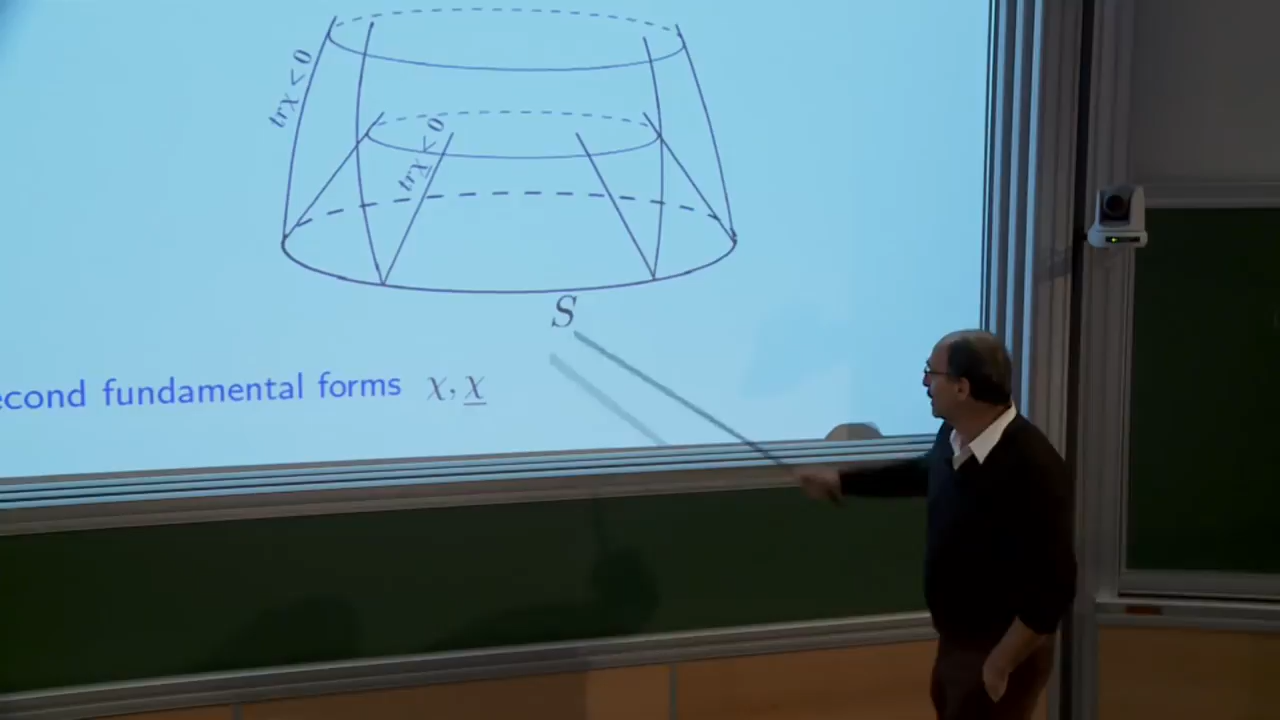 trχ < 0
trχ̲ < 0
S
econd fundamental forms χ, χ̲